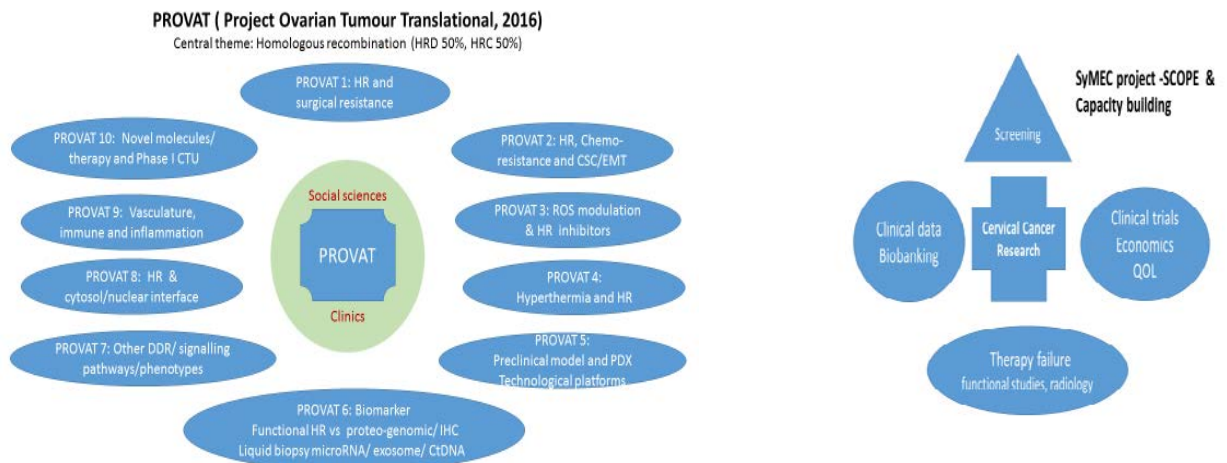 PROVAT ( Project Ovarian Tumour Translational, 2016)
Central theme: Homologous recombination (HRD 50%, HRC 50%)
PROVAT 1: HR and
surgical resistance
PROVAT 2: HR, Chemo-
resistance and CSC/EMT
PROVAT 3: ROS modulation
& HR inhibitors
PROVAT 4:
Hyperthermia and HR
PROVAT 5:
Preclinical model and PDX
Technological platforms
PROVAT 6: Biomarker
Functional HR vs proteo-genomic/ IHC
Liquid biopsy microRNA/ exosome/ CtDNA
PROVAT 7: Other DDR/ signalling
pathways/phenotypes
PROVAT 8: HR &
cytosol/nuclear interface
PROVAT 9: Vasculature,
immune and inflammation
PROVAT 10: Novel molecules/
therapy and Phase I CTU
Social sciences
PROVAT
Clinics
SyMEC project -SCOPE &
Capacity building
Screening
Clinical data
Biobanking
Cervical Cancer
Research
Clinical trials
Economics
QOL
Therapy failure
functional studies, radiology